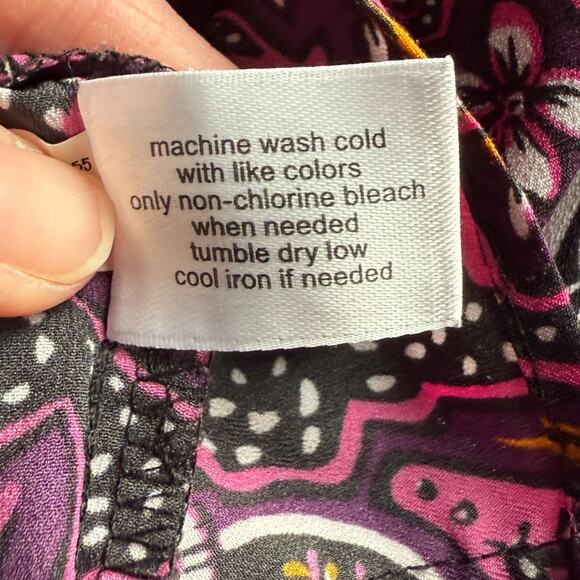 55
machine wash cold
with like colors
only non-chlorine bleach
when needed
tumble dry low
cool iron if needed